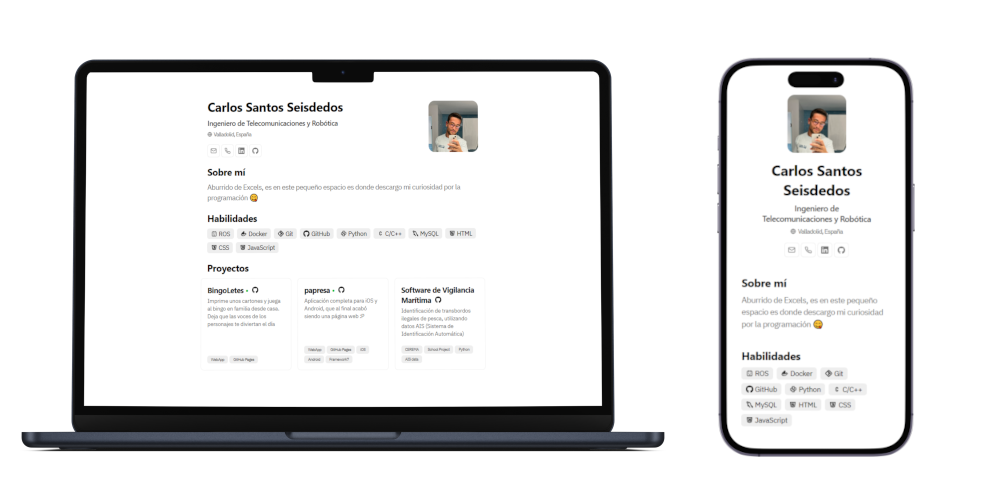 Carlos Santos Seisdedos
Ingeniero de Telecomunicaciones y Robótica
Valladolid, España
Sobre mí
Aburrido de Excels, es en este pequeño espacio es donde descargo mi curiosidad por la
programación 😋
Habilidades
ROS Docker Git GitHub Python C/C++ MySQL HTML
CSS JavaScript
Proyectos
BingoLetes
Imprime unos cartones y juega
al bingo en familia desde casa.
Deja que las voces de los
personajes te diviertan el día
WebApp GitHub Pages
papresa
Aplicación completa para iOS y
Android, que al final acabó
siendo una página web :P
WebApp GitHub Pages iOS
Android Framework7
Software de Vigilancia
Marítima
Identificación de transbordos
ilegales de pesca, utilizando
datos AIS (Sistema de
Identificación Automática)
School Project Python
AIS data
Carlos Santos
Seisdedos
Ingeniero de
Telecomunicaciones y Robótica
Valladolid, España
Sobre mí
Aburrido de Excels, es en este pequeño
espacio es donde descargo mi curiosidad
por la programación 😋
Habilidades
ROS Docker Git
GitHub Python C/C++
MySQL HTML CSS
JavaScript